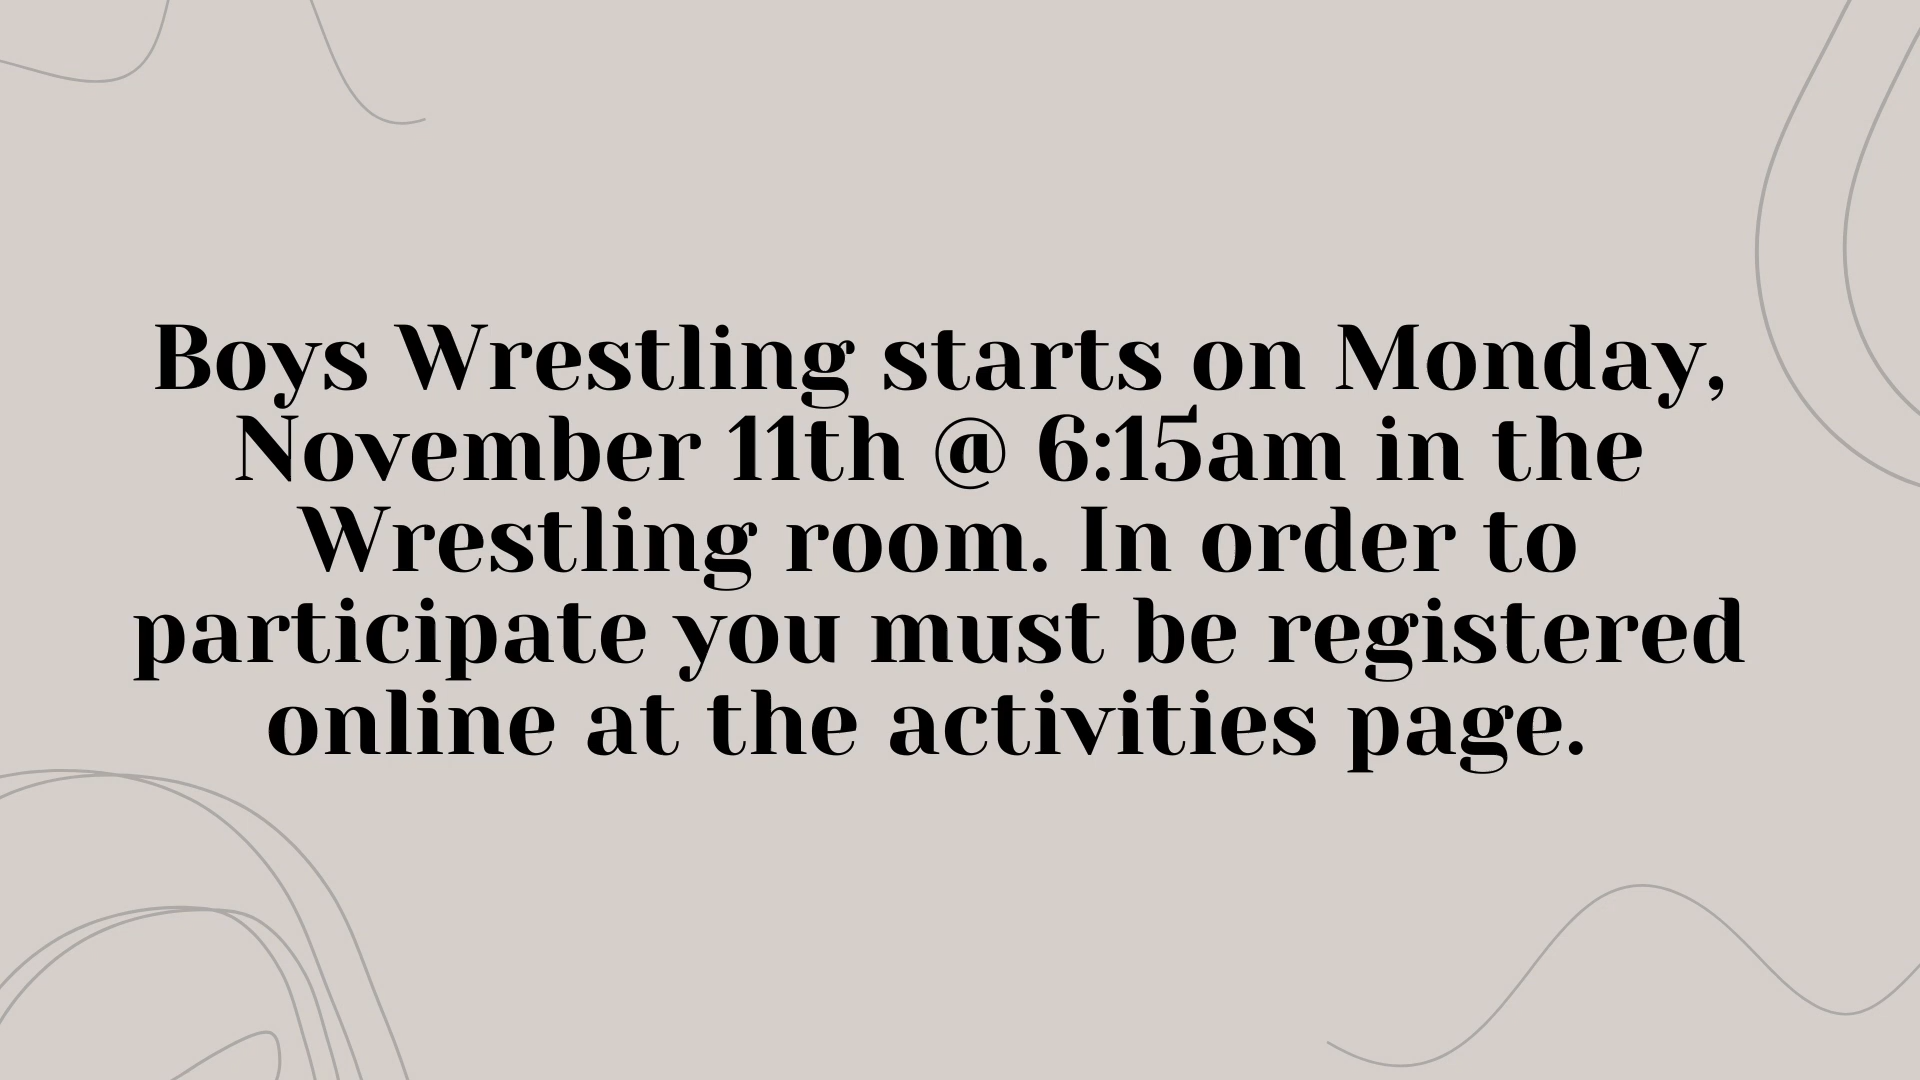 Boys Wrestling starts on Monday,
November 11th @ 6:15am in the
Wrestling room. In order to
participate you must be registered
online at the activities page.